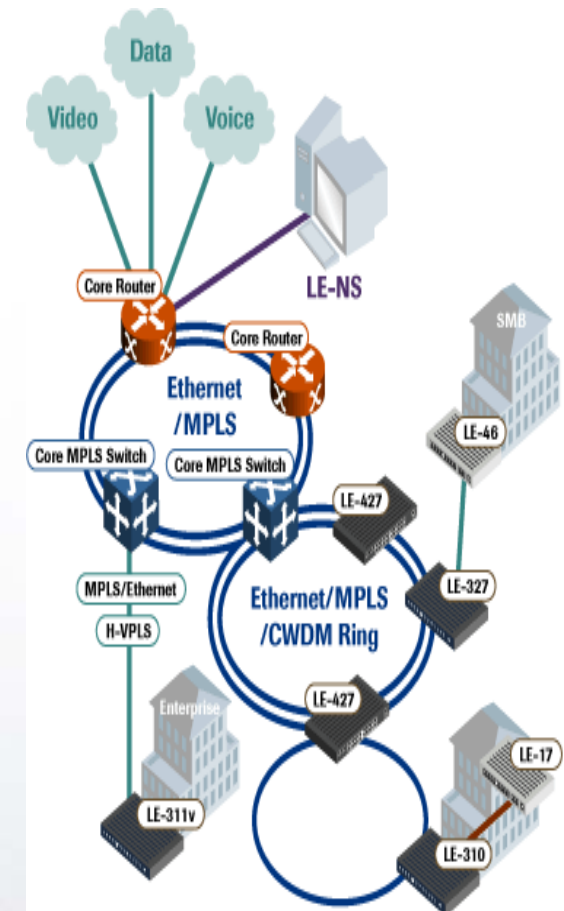 Data
Video
Voice
Core Router
LE-NS
Core Router
SMB
Ethernet
/MPLS
LE-46
Core MPLS Switch
Core MPLS Switch
LE-427
MPLS/Ethernet
H-VPLS
Ethernet/MPLS
/CWDM Ring
LE-327
LE-427
Enterprise
LE-17
LE-311v
LE-310